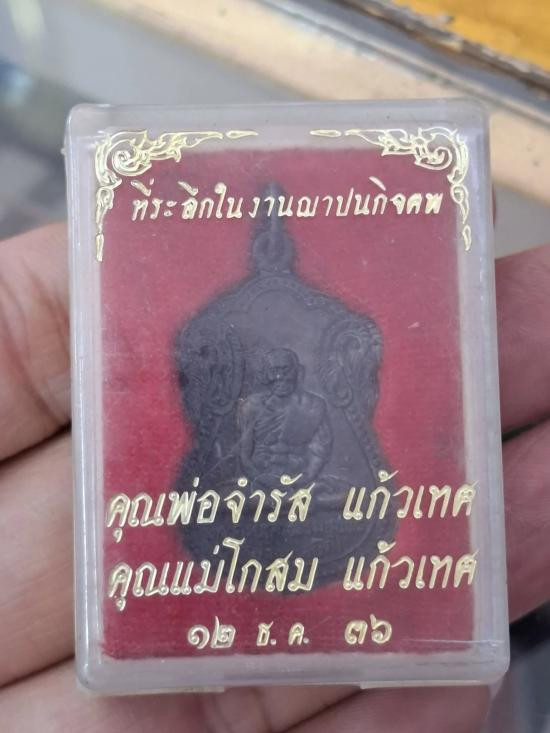 ที่ระลึกในงานฌาปนกิจศพ
คุณพ่อจำรัส แก้วเทศ
คุณแม่โกสม แก้วเทศ
๑๒ ธ.ค. ๓๖